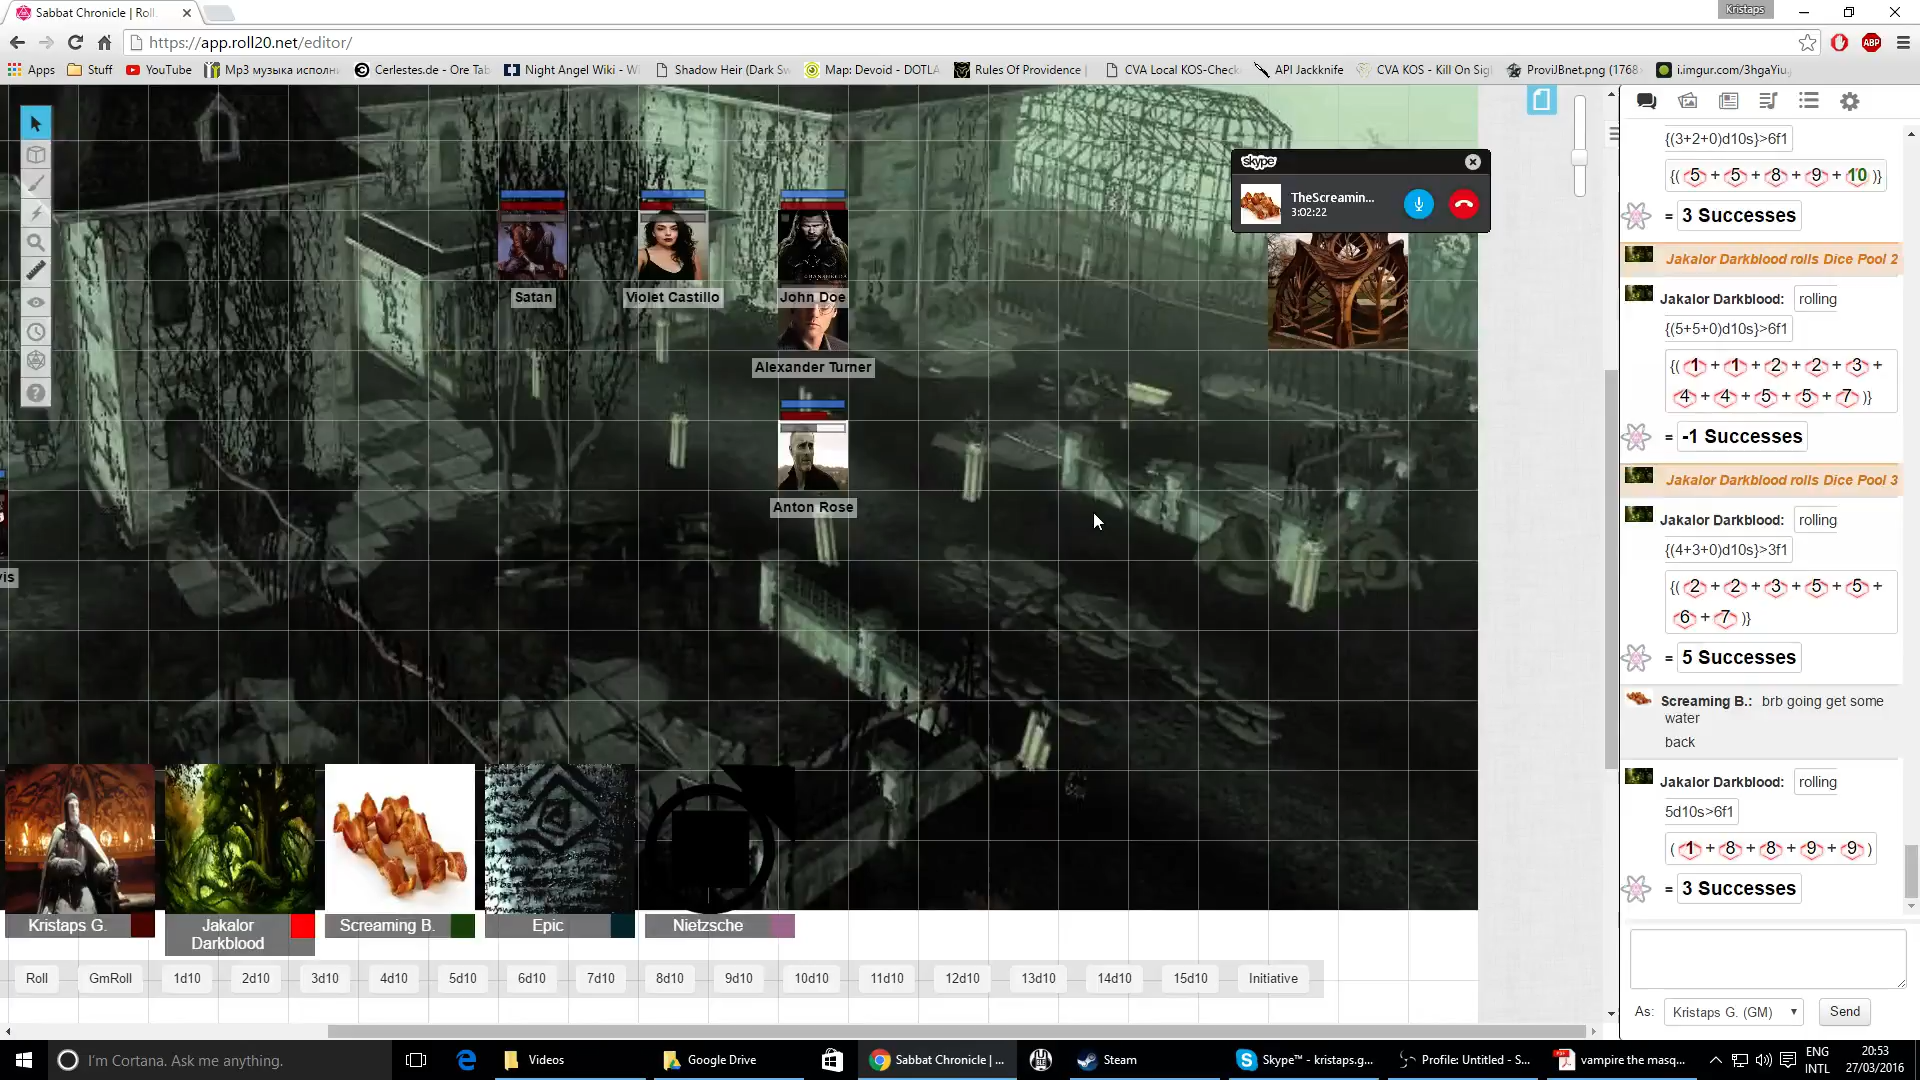 Sabbat Chronicle | Roll
Kristaps
https://app.roll20.net/editor/
Apps
Stuff
YouTube
Mp3 музыка исполни
Cerlestes.de - Ore Tab
Night Angel Wiki - Wi
Shadow Heir (Dark Sw
Map: Devoid - DOTLA
Rules Of Providence |
CVA Local KOS-Check
API Jackknife
CVA KOS - Kill On Sig
ProviJBnet.png (1768
i.imgur.com/3hgaYiu.
skype
TheScreamin...
3:02:22
Satan
Violet Castillo
John Doe
Alexander Turner
Anton Rose
vis
{(3+2+0)d10s}>6f1
{( 5 + 5 + 8 + 9 + 10 )}
= 3 Successes
Jakalor Darkblood rolls Dice Pool 2
Jakalor Darkblood: rolling
{(5+5+0)d10s}>6f1
{( 1 + 1 + 2 + 2 + 3 +
4 + 4 + 5 + 5 + 7 )}
= -1 Successes
Jakalor Darkblood rolls Dice Pool 3
Jakalor Darkblood: rolling
{(4+3+0)d10s}>3f1
{( 2 + 2 + 3 + 5 + 5 +
6 + 7 )}
= 5 Successes
Screaming B.: brb going get some
water
back
Jakalor Darkblood: rolling
5d10s>6f1
( 1 + 8 + 8 + 9 + 9 )
= 3 Successes
As: Kristaps G. (GM) Send
Kristaps G.
Jakalor
Darkblood
Screaming B.
Epic
Nietzsche
Roll GmRoll 1d10 2d10 3d10 4d10 5d10 6d10 7d10 8d10 9d10 10d10 11d10 12d10 13d10 14d10 15d10 Initiative
I'm Cortana. Ask me anything.
Videos
Google Drive
Sabbat Chronicle | ...
Steam
Skype™ - kristaps.g...
Profile: Untitled - S...
vampire the masq...
ENG
INTL
20:53
27/03/2016